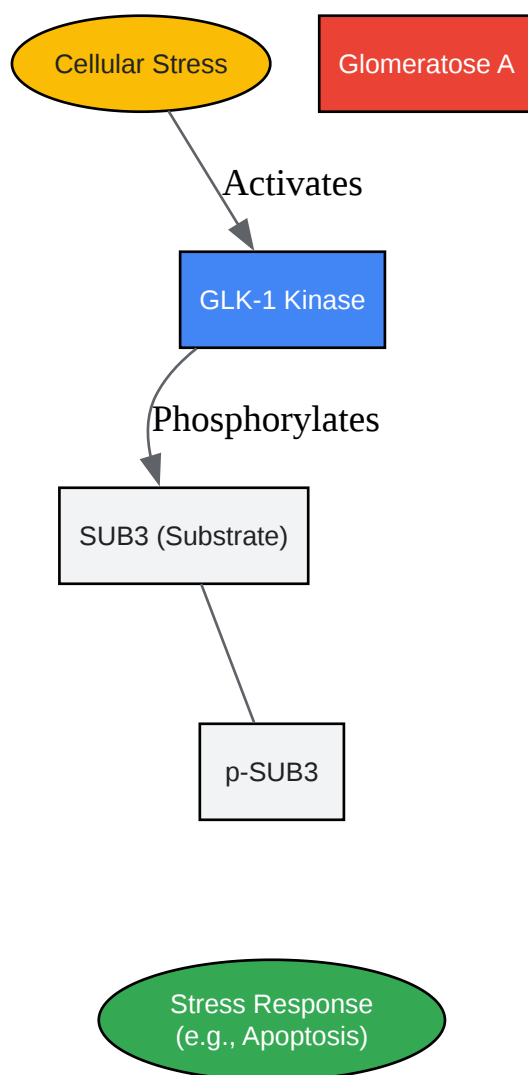 Cellular Stress
Glomeratose A
Activates
GLK-1 Kinase
Phosphorylates
SUB3 (Substrate)
p-SUB3
Stress Response
(e.g., Apoptosis)